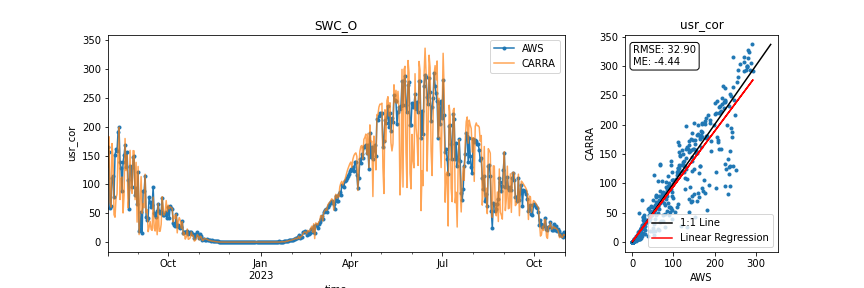 SWC_O
usr_cor
350
300
250
200
150
100
50
0
Oct
Jan
2023
Apr
Jul
Oct
time
AWS
CARRA
usr_cor
CARRA
350
300
250
200
150
100
50
0
RMSE: 32.90
ME: -4.44
1:1 Line
Linear Regression
0
100
200
300
AWS